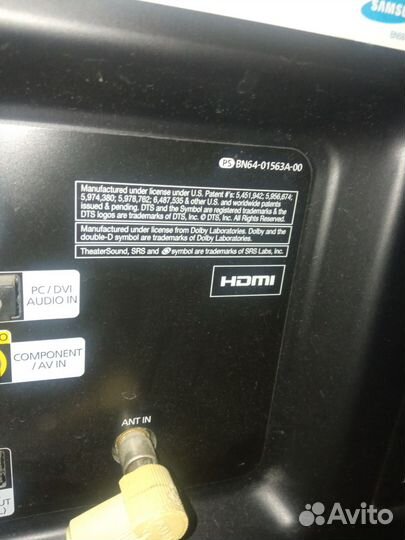 SAMSU
PS BN64-01563A-00
Manufactured under license under U.S. Patent #'s: 5,451,942; 5,956,674;
5,974,380; 5,978,762; 6,487,535 & other U.S. and worldwide patents
issued & pending. DTS and the Symbol are registered trademarks &
DTS logos are trademarks of DTS, Inc. © DTS, Inc. All Rights Reserved.
Manufactured under license from Dolby Laboratories. Dolby and the
double-D symbol are trademarks of Dolby Laboratories.
TheaterSound, SRS and symbol are trademarks of SRS Labs, Inc.
HDMI
PC / DVI
AUDIO IN
COMPONENT
/ AV IN
ANT IN
Avito